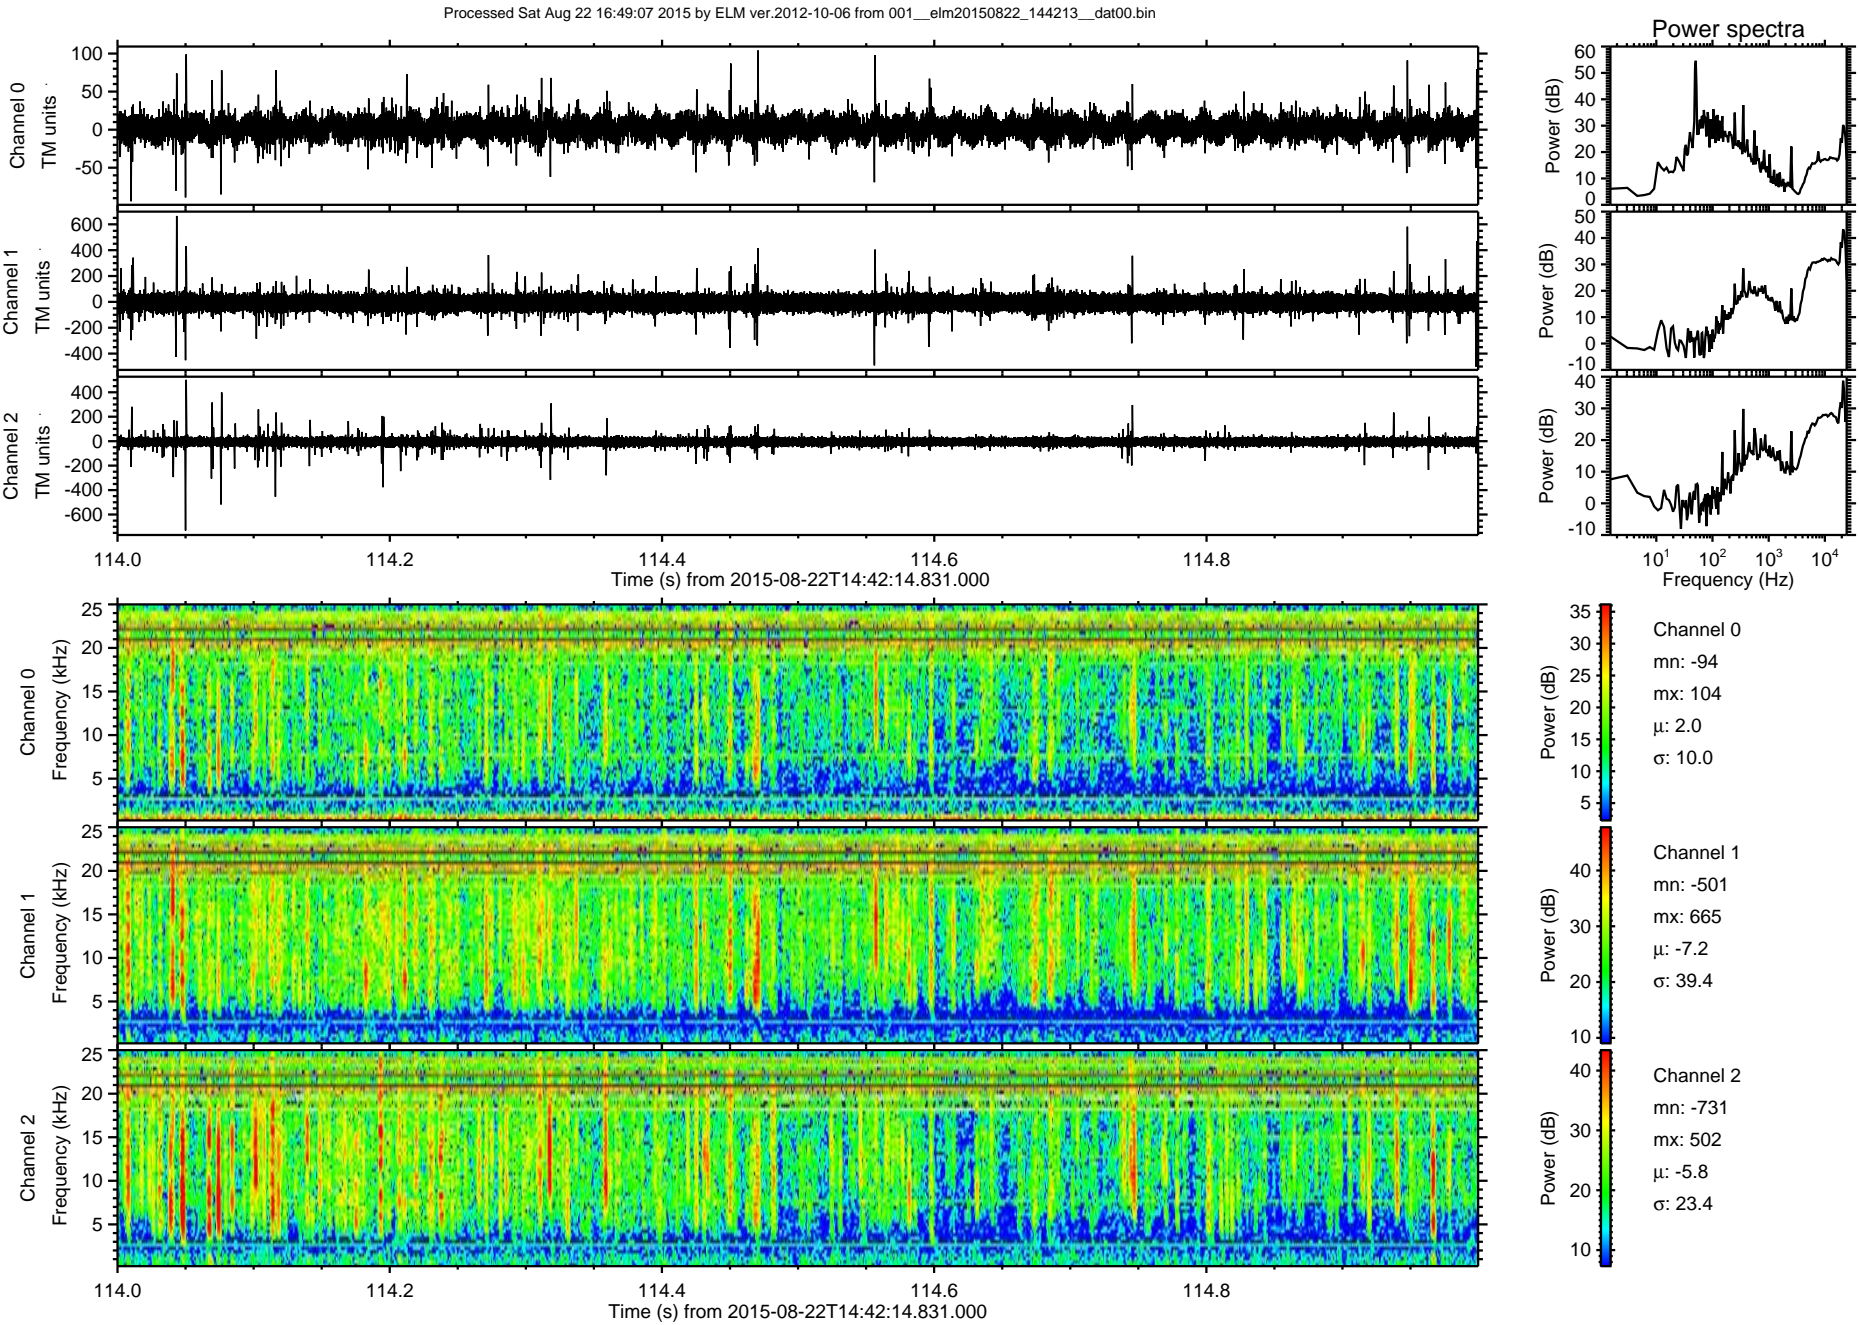 Processed Sat Aug 22 16:49:07 2015 by ELM ver.2012-10-06 from 001__elm20150822_144213__dat00.bin
Power spectra
Channel 0
TM units
100
50
0
-50
Power (dB)
60
50
40
30
20
10
0
Channel 1
TM units
600
400
200
0
-200
-400
Power (dB)
50
40
30
20
10
0
-10
Channel 2
TM units
400
200
0
-200
-400
-600
Power (dB)
40
30
20
10
0
-10
114.0 114.2 114.4 114.6 114.8
Time (s) from 2015-08-22T14:42:14.831.000
10¹ 10² 10³ 10⁴
Frequency (Hz)
Channel 0
Frequency (kHz)
25
20
15
10
5
Power (dB)
35
30
25
20
15
10
5
Channel 0
mn: -94
mx: 104
μ: 2.0
σ: 10.0
Channel 1
Frequency (kHz)
25
20
15
10
5
Power (dB)
40
30
20
10
Channel 1
mn: -501
mx: 665
μ: -7.2
σ: 39.4
Channel 2
Frequency (kHz)
25
20
15
10
5
Power (dB)
40
30
20
10
Channel 2
mn: -731
mx: 502
μ: -5.8
σ: 23.4
114.0 114.2 114.4 114.6 114.8
Time (s) from 2015-08-22T14:42:14.831.000